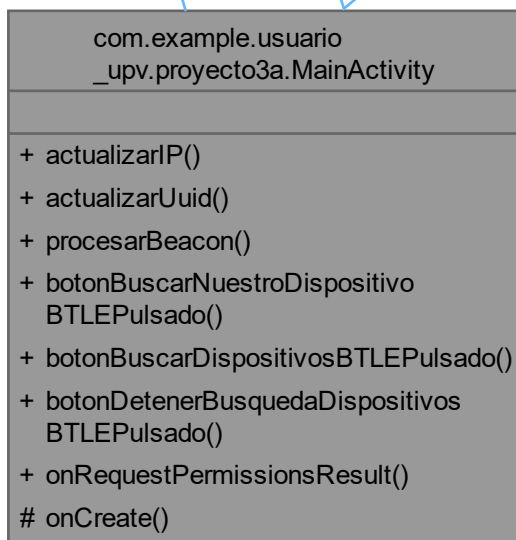 com.example.usuario
_upv.proyecto3a.MainActivity
+ actualizarIP()
+ actualizarUuid()
+ procesarBeacon()
+ botonBuscarNuestroDispositivo
BTLEPulsado()
+ botonBuscarDispositivosBTLEPulsado()
+ botonDetenerBusquedaDispositivos
BTLEPulsado()
+ onRequestPermissionsResult()
# onCreate()